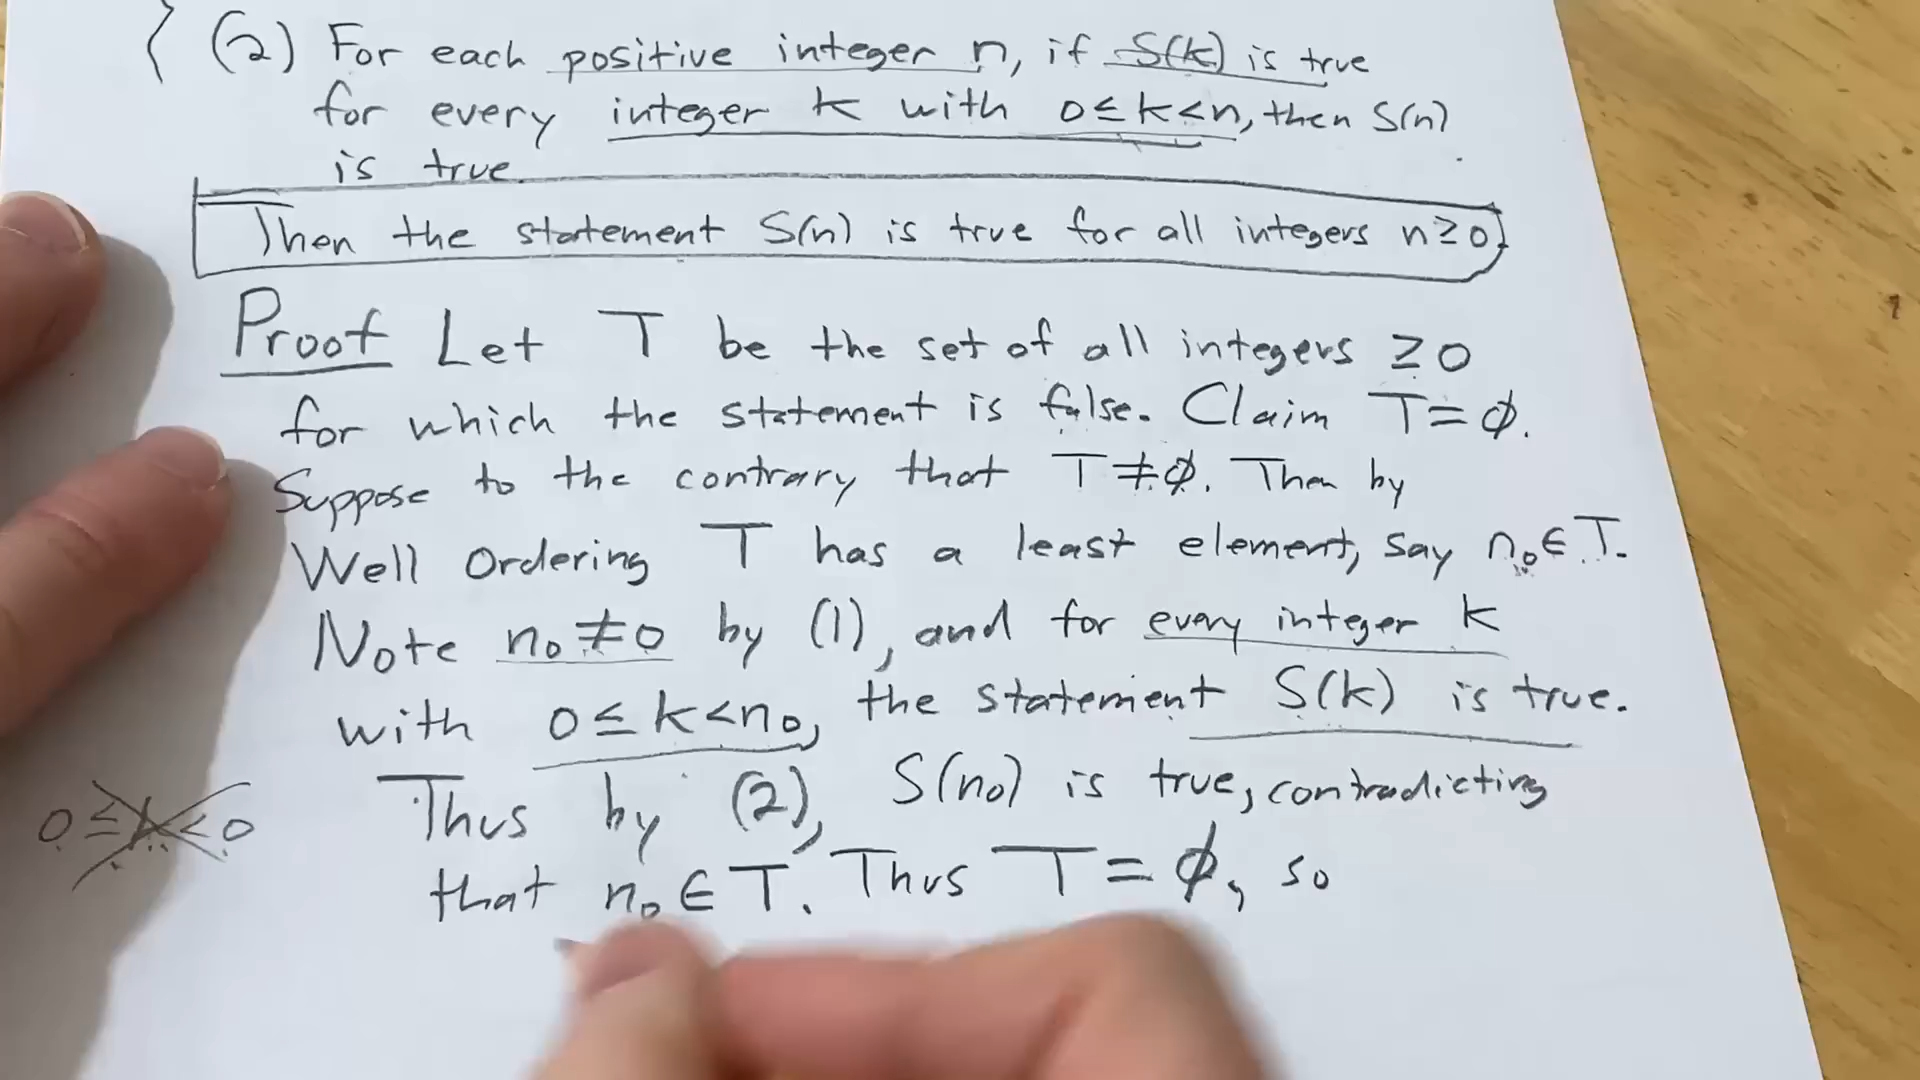 (2) For each positive integer n, if S(k) is true
for every integer k with 0≤k<n, then S(n)
is true.
Then the statement S(n) is true for all integers n≥0.
Proof Let T be the set of all integers ≥0
for which the statement is false. Claim T=∅.
Suppose to the contrary that T≠∅. Then by
Well Ordering T has a least element, say n₀∈T.
Note n₀≠0 by (1), and for every integer k
with 0≤k<n₀, the statement S(k) is true.
Thus by (2), S(n₀) is true, contradicting
0≤k<0
that n₀∈T. Thus T=∅, so